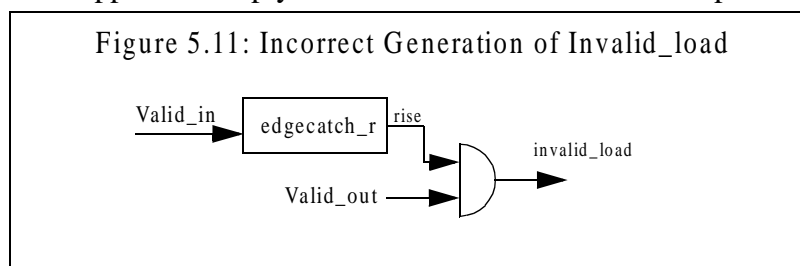 Figure 5.11: Incorrect Generation of Invalid_load
Valid_in
edgecatch_r
rise
invalid_load
Valid_out